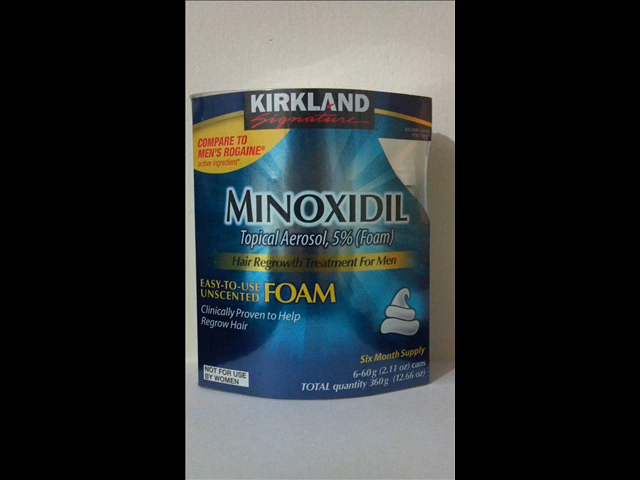 KIRKLAND
Signature
COMPARE TO
MEN'S ROGAINE®
active ingredient*
MINOXIDIL
Topical Aerosol, 5% (Foam)
Hair Regrowth Treatment For Men
EASY-TO-USE
UNSCENTED FOAM
Clinically Proven to Help
Regrow Hair
Six Month Supply
6-60g (2.11 oz) cans
TOTAL quantity 360g (12.66 oz)
NOT FOR USE
BY WOMEN